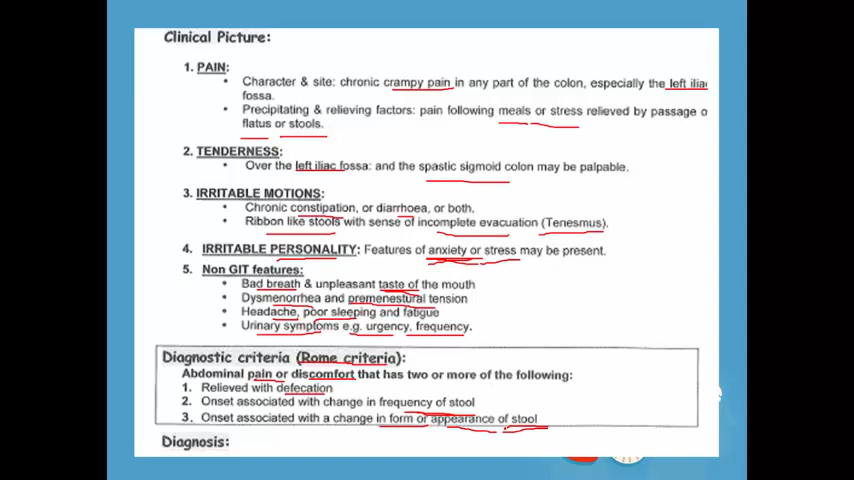 Clinical Picture:
1. PAIN:
• Character & site: chronic crampy pain in any part of the colon, especially the left iliac
fossa.
• Precipitating & relieving factors: pain following meals or stress relieved by passage o
flatus or stools.
2. TENDERNESS:
• Over the left iliac fossa: and the spastic sigmoid colon may be palpable.
3. IRRITABLE MOTIONS:
• Chronic constipation, or diarrhoea, or both.
• Ribbon like stools with sense of incomplete evacuation (Tenesmus).
4. IRRITABLE PERSONALITY: Features of anxiety or stress may be present.
5. Non GIT features:
• Bad breath & unpleasant taste of the mouth
• Dysmenorrhea and premenestural tension
• Headache, poor sleeping and fatigue
• Urinary symptoms e.g. urgency, frequency.
Diagnostic criteria (Rome criteria):
Abdominal pain or discomfort that has two or more of the following:
1. Relieved with defecation
2. Onset associated with change in frequency of stool
3. Onset associated with a change in form or appearance of stool
Diagnosis: